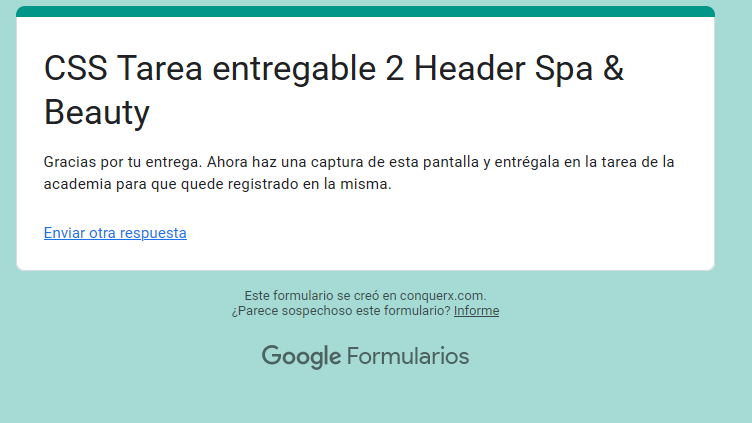 CSS Tarea entregable 2 Header Spa &
Beauty
Gracias por tu entrega. Ahora haz una captura de esta pantalla y entrégala en la tarea de la
academia para que quede registrado en la misma.
Enviar otra respuesta
Este formulario se creó en conquerx.com.
¿Parece sospechoso este formulario? Informe
Google Formularios